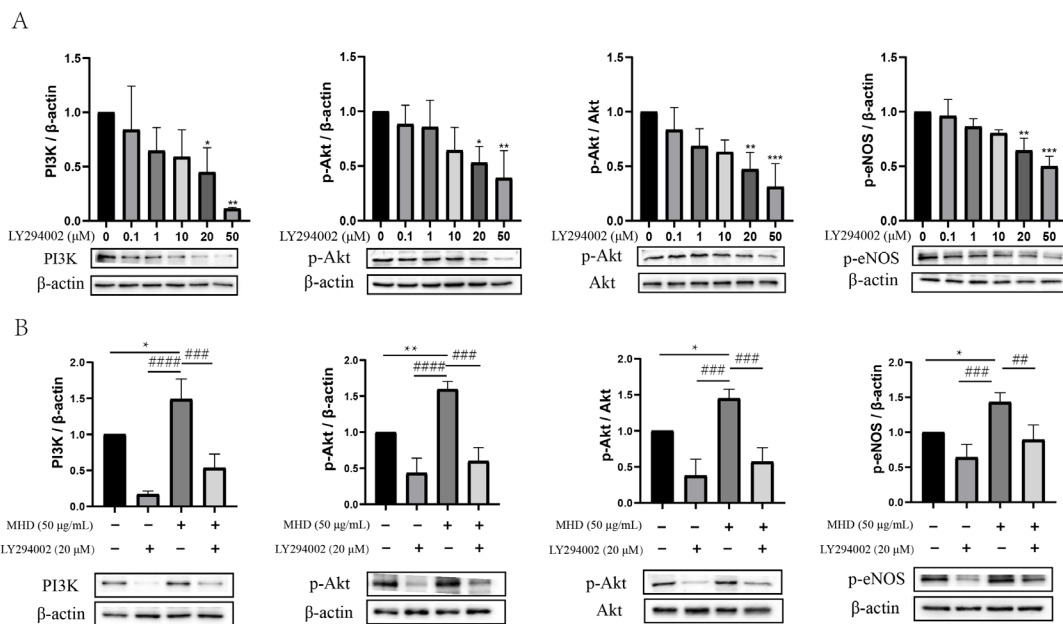 A
1.5 1.5 1.5 1.5
PI3K / β-actin p-Akt / β-actin p-Akt / Akt p-eNOS / β-actin
1.0 1.0 1.0 1.0
0.5 * 0.5 * ** 0.5 ** *** 0.5 ** ***
**
0.0 0.0 0.0 0.0
LY294002 (μM) 0 0.1 1 10 20 50 LY294002 (μM) 0 0.1 1 10 20 50 LY294002 (μM) 0 0.1 1 10 20 50 LY294002 (μM) 0 0.1 1 10 20 50
PI3K p-Akt p-Akt p-eNOS
β-actin β-actin Akt β-actin
B
* ** * *
#### ### #### ### ### ### ### ##
2.0 2.0 2.0 2.0
PI3K / β-actin p-Akt / β-actin p-Akt / Akt p-eNOS / β-actin
1.5 1.5 1.5 1.5
1.0 1.0 1.0 1.0
0.5 0.5 0.5 0.5
0.0 0.0 0.0 0.0
MHD (50 μg/mL) – – + + MHD (50 μg/mL) – – + + MHD (50 μg/mL) – – + + MHD (50 μg/mL) – – + +
LY294002 (20 μM) – + – + LY294002 (20 μM) – + – + LY294002 (20 μM) – + – + LY294002 (20 μM) – + – +
PI3K p-Akt p-Akt p-eNOS
β-actin β-actin Akt β-actin